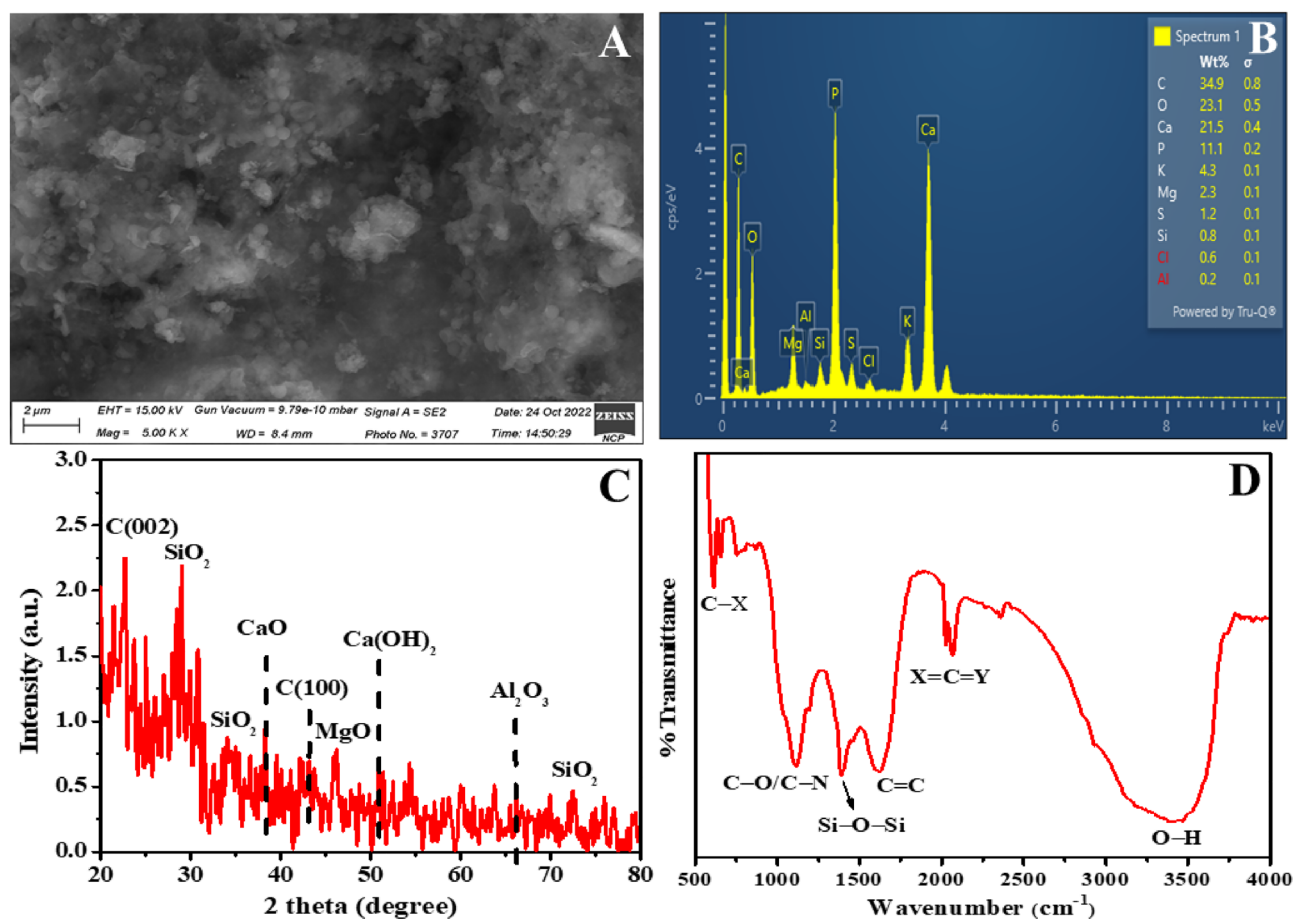 A
2 µm
EHT = 15.00 kV Gun Vacuum = 9.79e-10 mbar Signal A = SE2 Date: 24 Oct 2022 ZEISS
Mag = 5.00 K X WD = 8.4 mm Photo No. = 3707 Time: 14:50:29 NCP
B
Spectrum 1
Wt% σ
C 34.9 0.8
O 23.1 0.5
Ca 21.5 0.4
P 11.1 0.2
K 4.3 0.1
Mg 2.3 0.1
S 1.2 0.1
Si 0.8 0.1
Cl 0.6 0.1
Al 0.2 0.1
Powered by Tru-Q®
cps/eV
4
2
0
C
Ca
O
Mg
Al
Si
P
S
Cl
K
Ca
0 2 4 6 8 keV
C
3.0
2.5
2.0
1.5
1.0
0.5
0.0
Intensity (a.u.)
C(002)
SiO₂
SiO₂
CaO
C(100)
MgO
Ca(OH)₂
Al₂O₃
SiO₂
20 30 40 50 60 70 80
2 theta (degree)
D
% Transmittance
C–X
C–O/C–N
Si–O–Si
C=C
X=C=Y
O–H
500 1000 1500 2000 2500 3000 3500 4000
Wavenumber (cm⁻¹)